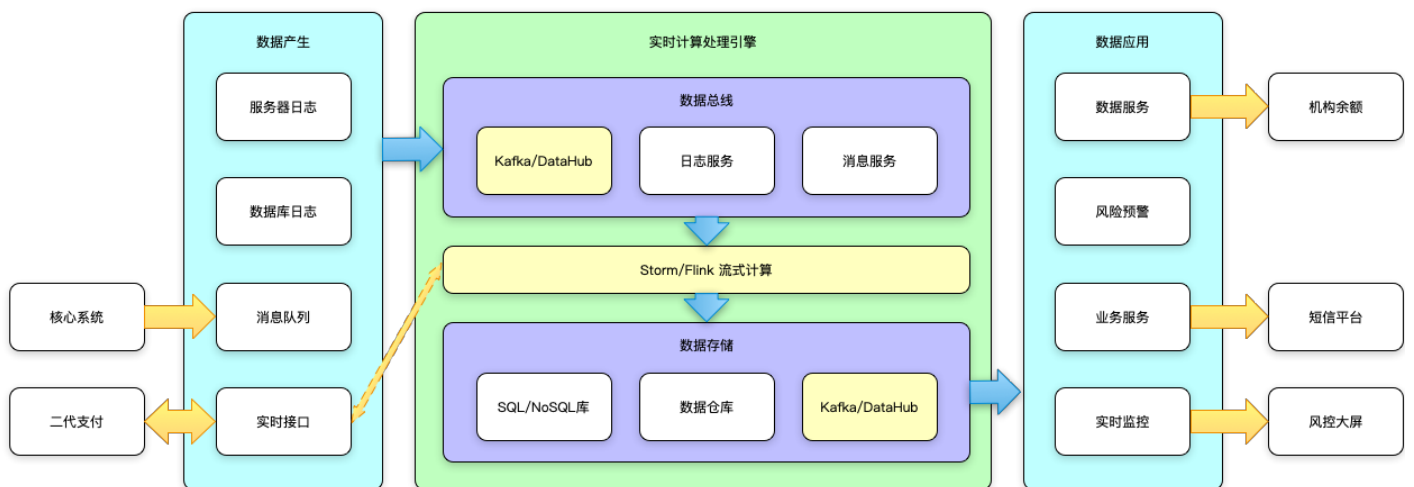 数据产生
服务器日志
数据库日志
消息队列
实时接口
核心系统
二代支付
实时计算处理引擎
数据总线
Kafka/DataHub
日志服务
消息服务
Storm/Flink 流式计算
数据存储
SQL/NoSQL库
数据仓库
Kafka/DataHub
数据应用
数据服务
风险预警
业务服务
实时监控
机构余额
短信平台
风控大屏